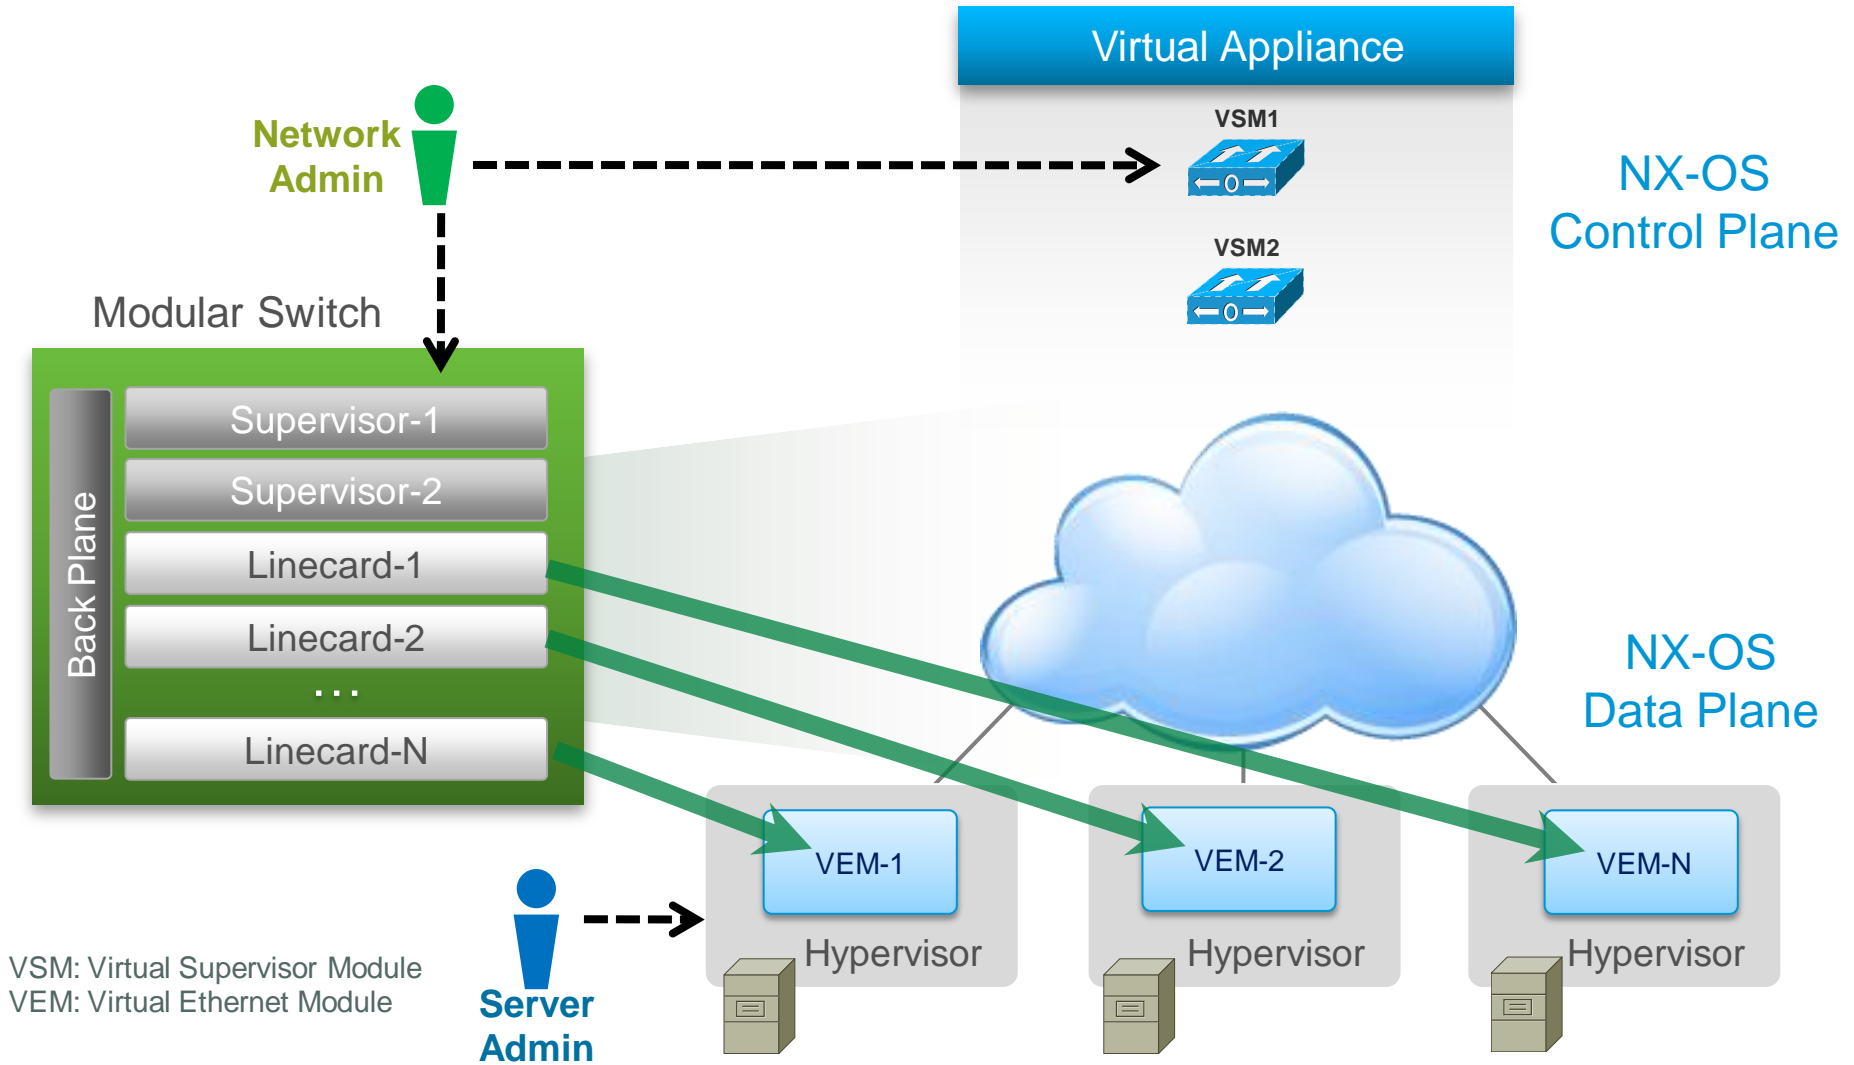 Virtual Appliance
VSM1
Network
Admin
NX-OS
Control Plane
VSM2
Modular Switch
Back Plane
Supervisor-1
Supervisor-2
Linecard-1
Linecard-2
...
Linecard-N
NX-OS
Data Plane
VEM-1
VEM-2
VEM-N
Hypervisor
Hypervisor
Hypervisor
VSM: Virtual Supervisor Module
VEM: Virtual Ethernet Module
Server
Admin